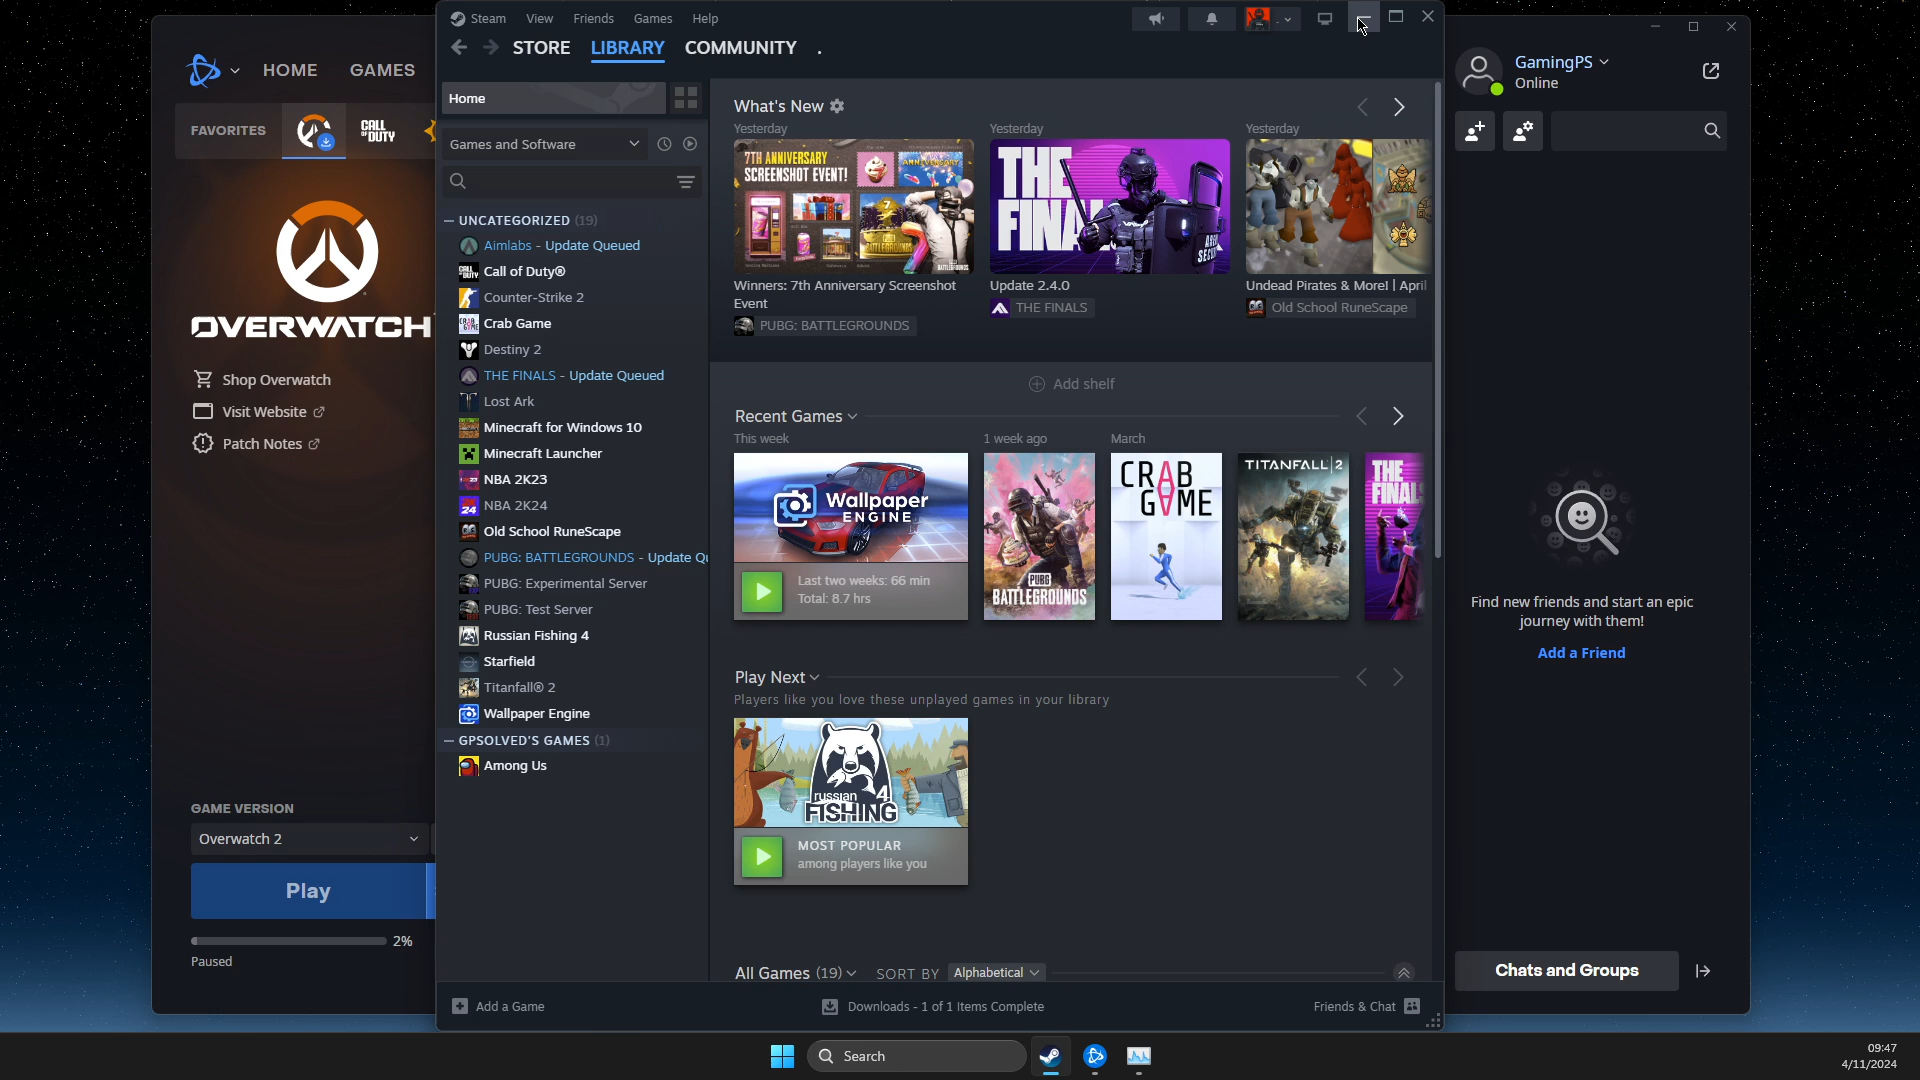 Steam View Friends Games Help
STORE LIBRARY COMMUNITY .
HOME GAMES
FAVORITES
CALL OF DUTY
OVERWATCH
Shop Overwatch
Visit Website
Patch Notes
GAME VERSION
Overwatch 2
Play
2%
Paused
Home
Games and Software
— UNCATEGORIZED (19)
Aimlabs - Update Queued
Call of Duty®
Counter-Strike 2
Crab Game
Destiny 2
THE FINALS - Update Queued
Lost Ark
Minecraft for Windows 10
Minecraft Launcher
NBA 2K23
NBA 2K24
Old School RuneScape
PUBG: BATTLEGROUNDS - Update Qu
PUBG: Experimental Server
PUBG: Test Server
Russian Fishing 4
Starfield
Titanfall® 2
Wallpaper Engine
— GPSOLVED'S GAMES (1)
Among Us
What's New
Yesterday
7TH ANNIVERSARY
SCREENSHOT EVENT!
Winners: 7th Anniversary Screenshot
Event
PUBG: BATTLEGROUNDS
Yesterday
THE
FINA
Update 2.4.0
THE FINALS
Yesterday
Undead Pirates & More! | April
Old School RuneScape
Add shelf
Recent Games
This week
Wallpaper
ENGINE
Last two weeks: 66 min
Total: 8.7 hrs
1 week ago
PUBG
BATTLEGROUNDS
March
CRAB
GAME
TITANFALL 2
THE
FINAL
Play Next
Players like you love these unplayed games in your library
russian 4
FISHING
MOST POPULAR
among players like you
All Games (19) SORT BY Alphabetical
Add a Game
Downloads - 1 of 1 Items Complete
Friends & Chat
GamingPS
Online
Find new friends and start an epic
journey with them!
Add a Friend
Chats and Groups
Search
09:47
4/11/2024